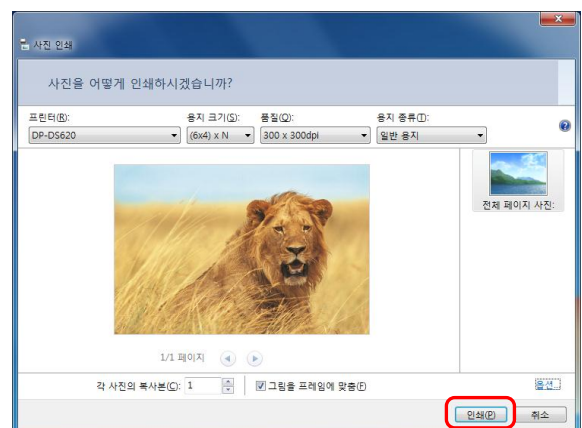 사진 인쇄
사진을 어떻게 인쇄하시겠습니까?
프린터(R): 용지 크기(S): 품질(Q): 용지 종류(T):
DP-DS620 (6x4) x N 300 x 300dpi 일반 용지
전체 페이지 사진:
1/1 페이지
각 사진의 복사본(C): 1 그림을 프레임에 맞춤(F) 옵션...
인쇄(P) 취소